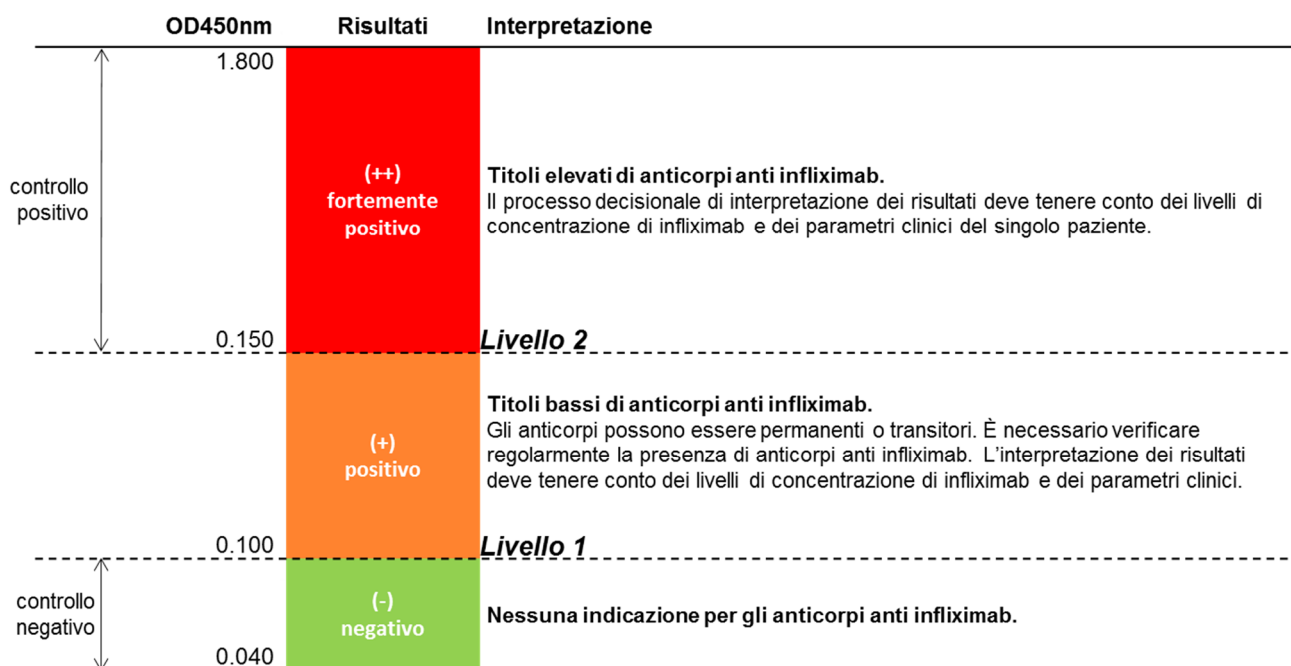 OD450nm Risultati Interpretazione
1.800
controllo
positivo
(++)
fortemente
positivo
Titoli elevati di anticorpi anti infliximab.
Il processo decisionale di interpretazione dei risultati deve tenere conto dei livelli di
concentrazione di infliximab e dei parametri clinici del singolo paziente.
0.150 Livello 2
(+)
positivo
Titoli bassi di anticorpi anti infliximab.
Gli anticorpi possono essere permanenti o transitori. È necessario verificare
regolarmente la presenza di anticorpi anti infliximab. L’interpretazione dei risultati
deve tenere conto dei livelli di concentrazione di infliximab e dei parametri clinici.
0.100 Livello 1
controllo
negativo
(-)
negativo
Nessuna indicazione per gli anticorpi anti infliximab.
0.040